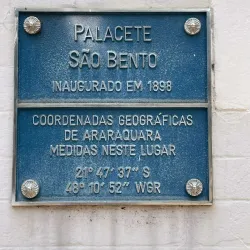 PALACETE
SÃO BENTO
INAUGURADO EM 1898
COORDENADAS GEOGRÁFICAS
DE ARARAQUARA
MEDIDAS NESTE LUGAR
21° 47' 37" S
48° 10' 52" WGR